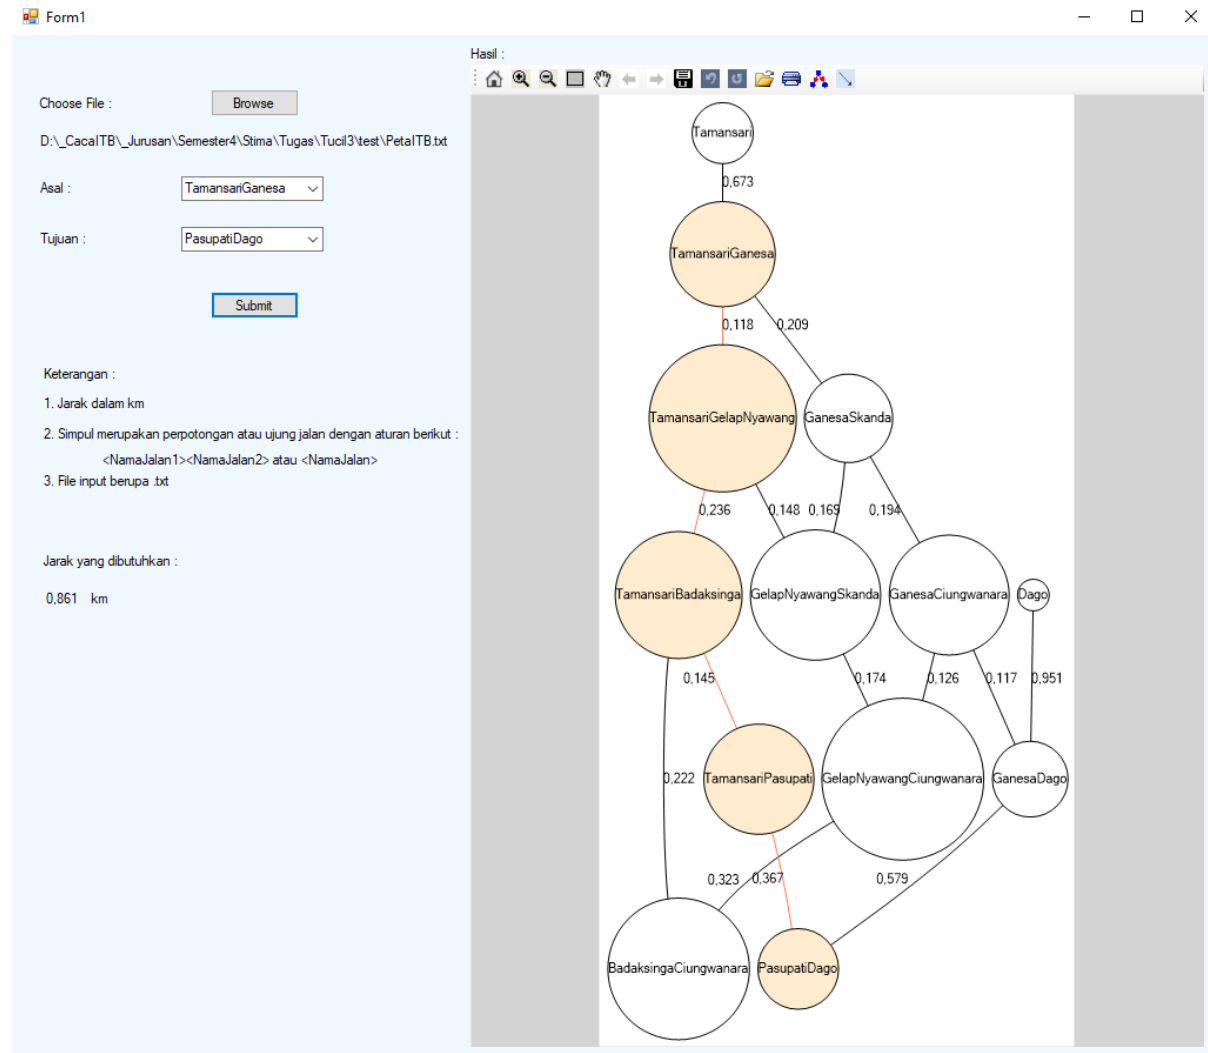 Form1
Hasil :
Choose File :
Browse
D:\_CacaITB\_Jurusan\Semester4\Stima\Tugas\Tucil3\test\PetaITB.txt
Asal :
TamansariGanesa
Tujuan :
PasupatiDago
Submit
Keterangan :
1. Jarak dalam km
2. Simpul merupakan perpotongan atau ujung jalan dengan aturan berikut :
<NamaJalan1><NamaJalan2> atau <NamaJalan>
3. File input berupa .txt
Jarak yang dibutuhkan :
0,861 km
Tamansari
0,673
TamansariGanesa
0,118 0,209
TamansariGelapNyawang GanesaSkanda
0,236 0,148 0,169 0,194
TamansariBadaksinga GelapNyawangSkanda GanesaCiungwanara Dago
0,145 0,174 0,126 0,117 0,951
0,222 TamansariPasupati GelapNyawangCiungwanara GanesaDago
0,323 0,367 0,579
BadaksingaCiungwanara PasupatiDago